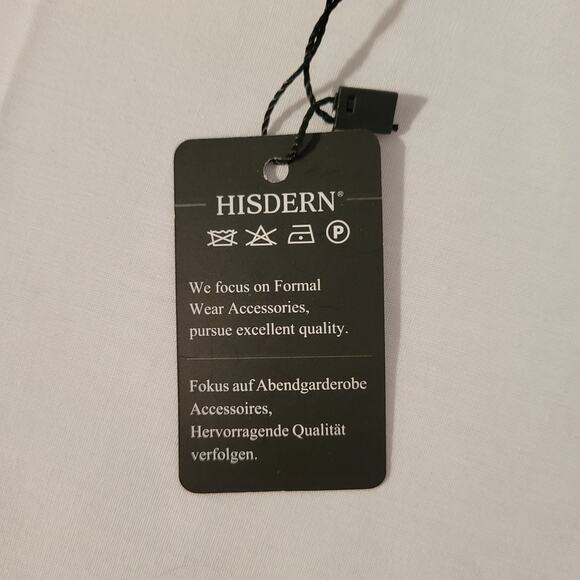 HISDERN®
P
We focus on Formal
Wear Accessories,
pursue excellent quality.
Fokus auf Abendgarderobe
Accessoires,
Hervorragende Qualität
verfolgen.